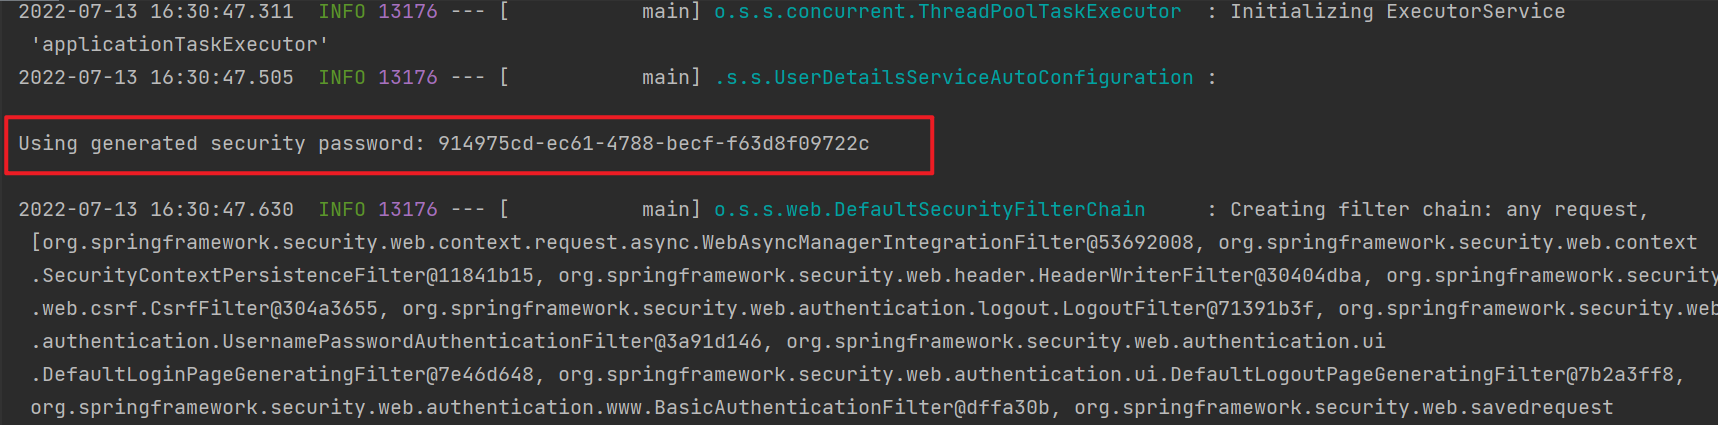 2022-07-13 16:30:47.311  INFO 13176 --- [           main] o.s.s.concurrent.ThreadPoolTaskExecutor  : Initializing ExecutorService
 'applicationTaskExecutor'
2022-07-13 16:30:47.505  INFO 13176 --- [           main] .s.s.UserDetailsServiceAutoConfiguration :
Using generated security password: 914975cd-ec61-4788-becf-f63d8f09722c
2022-07-13 16:30:47.630  INFO 13176 --- [           main] o.s.s.web.DefaultSecurityFilterChain     : Creating filter chain: any request,
 [org.springframework.security.web.context.request.async.WebAsyncManagerIntegrationFilter@53692008, org.springframework.security.web.context
 .SecurityContextPersistenceFilter@11841b15, org.springframework.security.web.header.HeaderWriterFilter@30404dba, org.springframework.security
 .web.csrf.CsrfFilter@304a3655, org.springframework.security.web.authentication.logout.LogoutFilter@71391b3f, org.springframework.security.web
 .authentication.UsernamePasswordAuthenticationFilter@3a91d146, org.springframework.security.web.authentication.ui
 .DefaultLoginPageGeneratingFilter@7e46d648, org.springframework.security.web.authentication.ui.DefaultLogoutPageGeneratingFilter@7b2a3ff8,
 org.springframework.security.web.authentication.www.BasicAuthenticationFilter@dffa30b, org.springframework.security.web.savedrequest